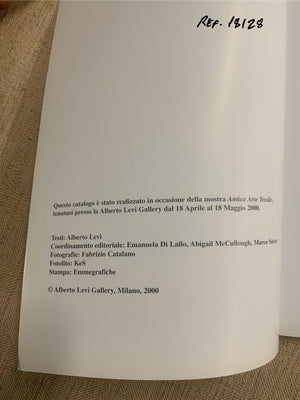 REF. 18128
Questo catalogo è stato realizzato in occasione della mostra Antica Arte Tessile,
tenutasi presso la Alberto Levi Gallery dal 18 Aprile al 18 Maggio 2000.
Testi: Alberto Levi
Coordinamento editoriale: Emanuela Di Lallo, Abigail McCullough, Marco
Fotografie: Fabrizio Catalano
Fotolito: KeS
Stampa: Emmegrafiche
© Alberto Levi Gallery, Milano, 2000